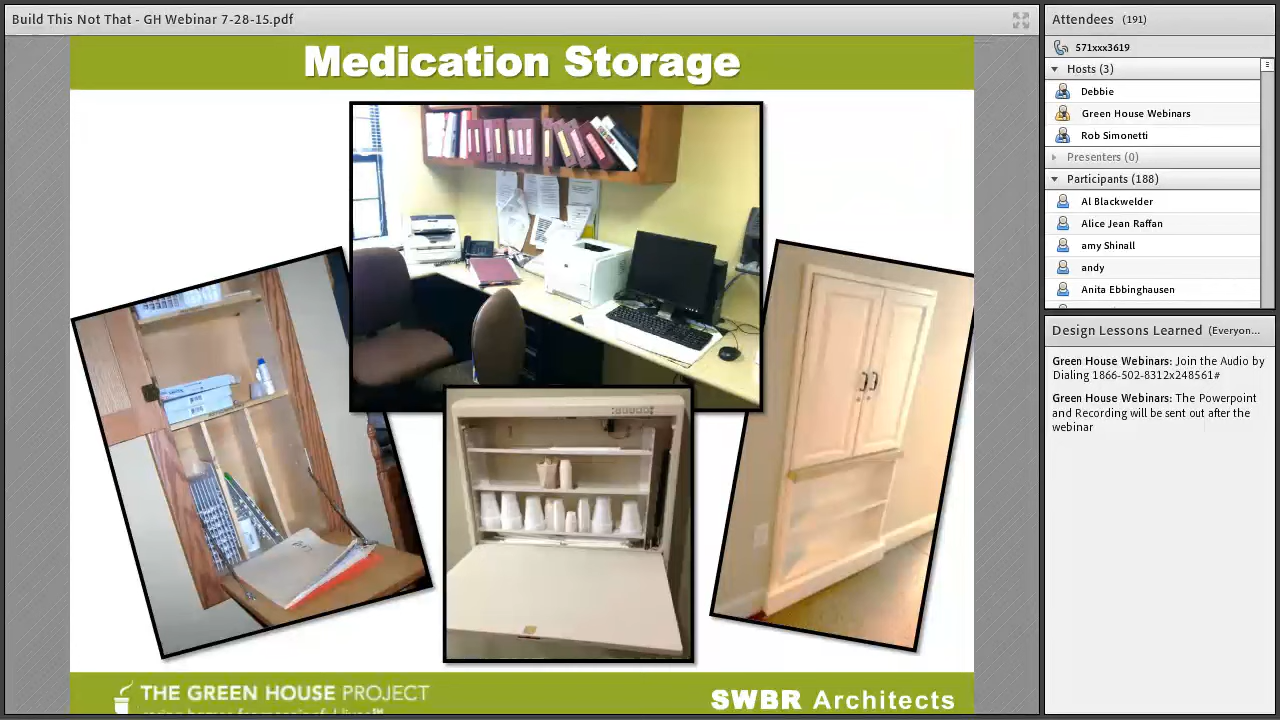 Build This Not That - GH Webinar 7-28-15.pdf
Medication Storage
THE GREEN HOUSE PROJECT
SWBR Architects
Attendees (191)
571xxx3619
Hosts (3)
Debbie
Green House Webinars
Rob Simonetti
Presenters (0)
Participants (188)
Al Blackwelder
Alice Jean Raffan
amy Shinall
andy
Anita Ebbinghausen
Design Lessons Learned (Everyon...
Green House Webinars: Join the Audio by
Dialing 1866-502-8312x248561#
Green House Webinars: The Powerpoint
and Recording will be sent out after the
webinar